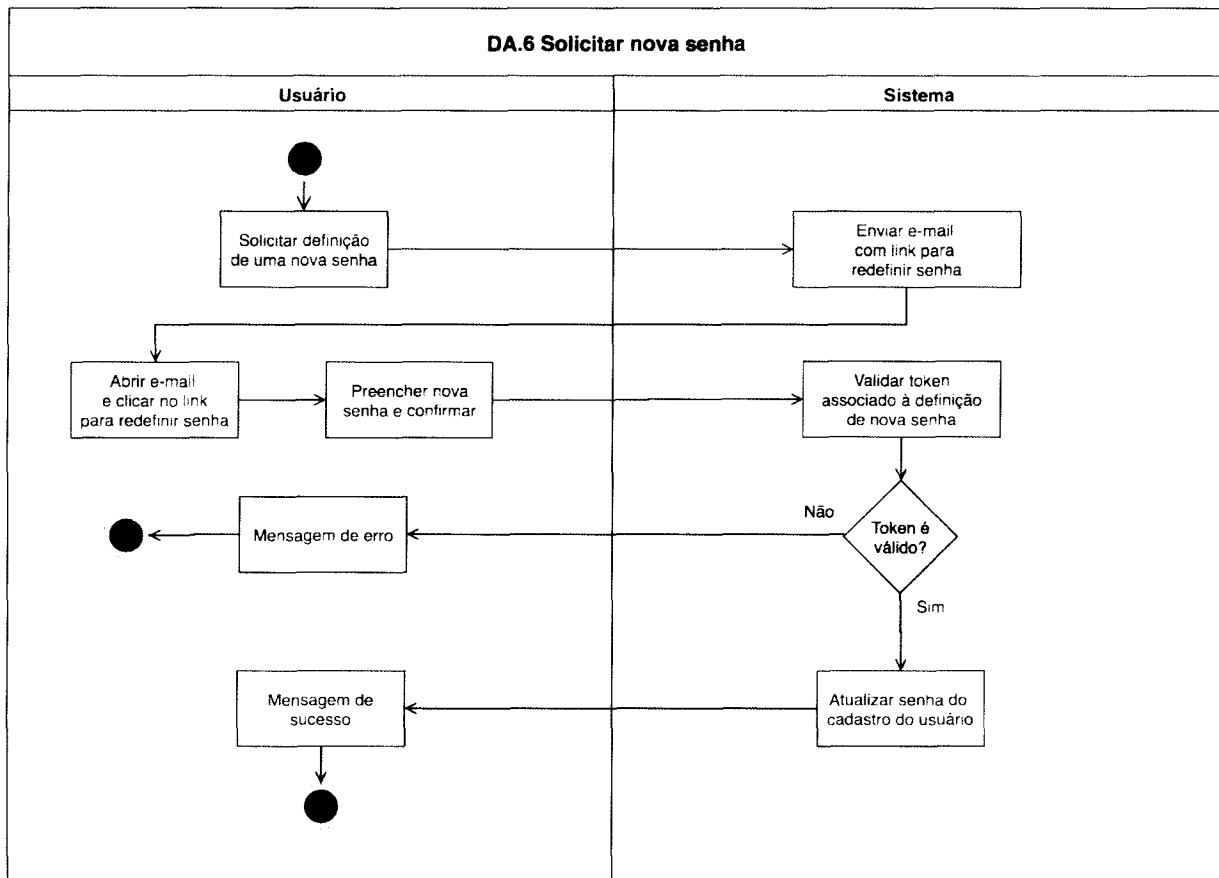 DA.6 Solicitar nova senha
Usuário
Sistema
Solicitar definição
de uma nova senha
Enviar e-mail
com link para
redefinir senha
Abrir e-mail
e clicar no link
para redefinir senha
Preencher nova
senha e confirmar
Validar token
associado à definição
de nova senha
Não
Token é
válido?
Mensagem de erro
Sim
Mensagem de
sucesso
Atualizar senha do
cadastro do usuário